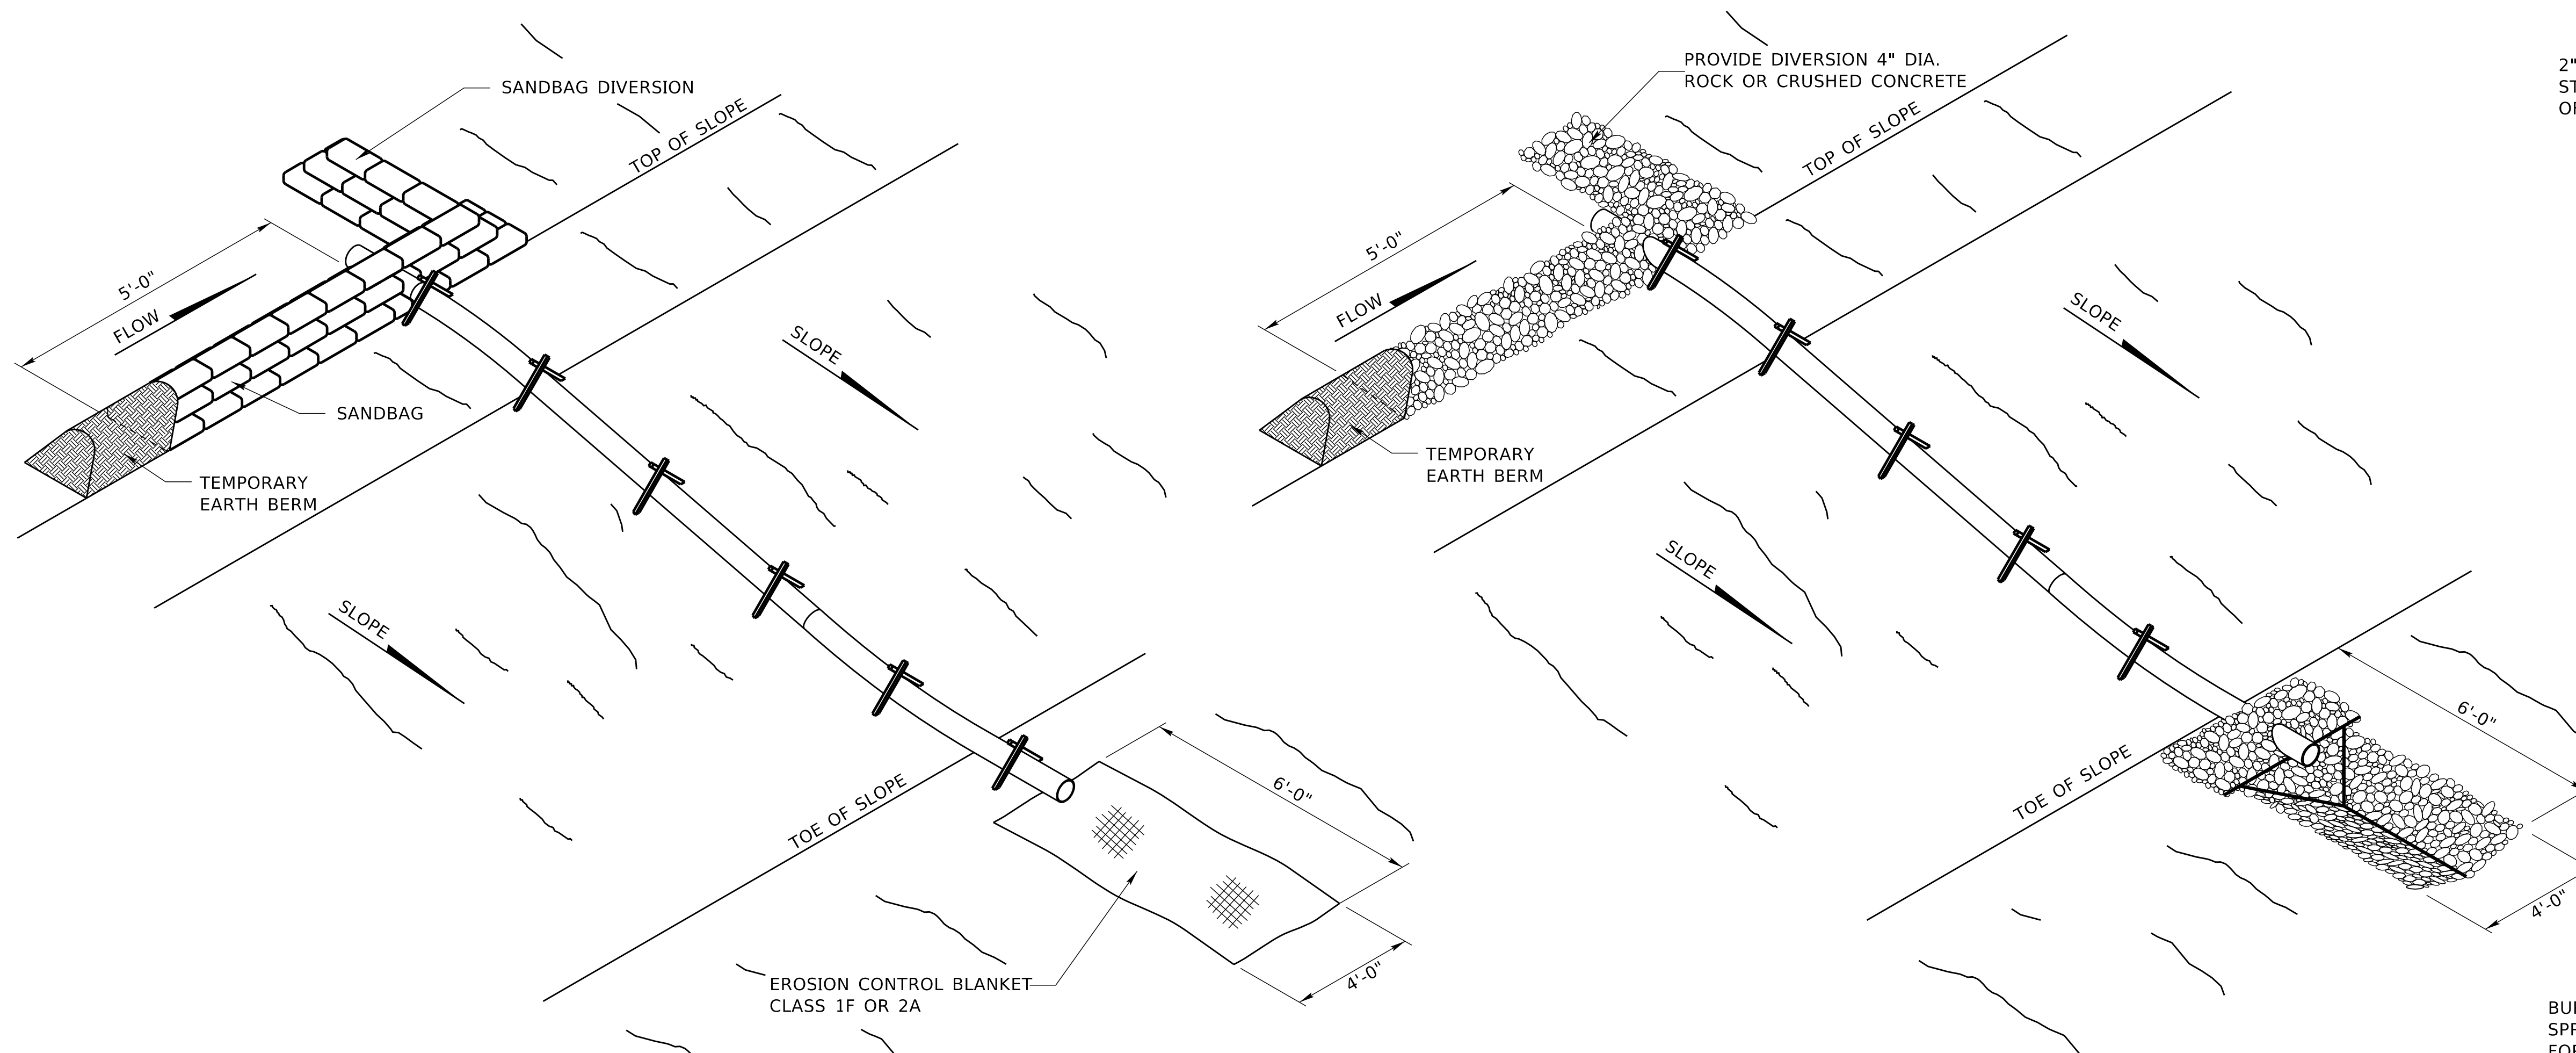 SANDBAG DIVERSION
TOP OF SLOPE
5'-0"
FLOW
SLOPE
SANDBAG
TEMPORARY
EARTH BERM
SLOPE
TOE OF SLOPE
6'-0"
4'-0"
EROSION CONTROL BLANKET
CLASS 1F OR 2A
PROVIDE DIVERSION 4" DIA.
ROCK OR CRUSHED CONCRETE
TOP OF SLOPE
5'-0"
FLOW
SLOPE
TEMPORARY
EARTH BERM
SLOPE
TOE OF SLOPE
6'-0"
4'-0"
2"